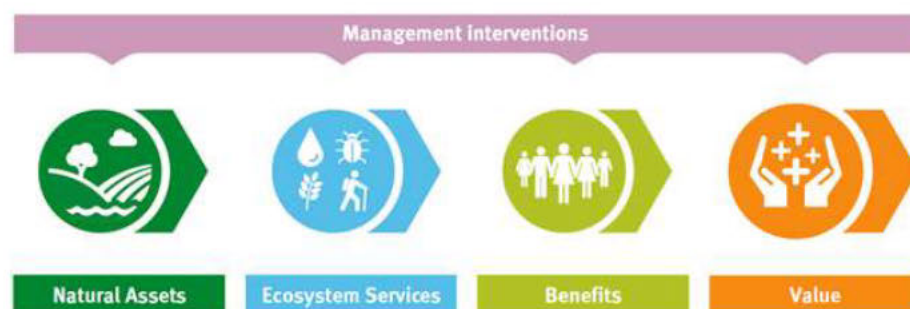 Management interventions
Natural Assets
Ecosystem Services
Benefits
Value